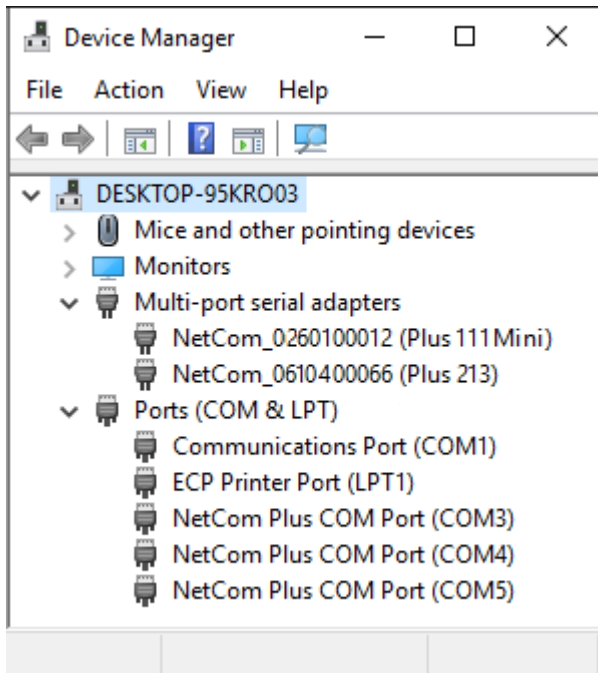 Device Manager
File Action View Help
DESKTOP-95KRO03
Mice and other pointing devices
Monitors
Multi-port serial adapters
NetCom_0260100012 (Plus 111 Mini)
NetCom_0610400066 (Plus 213)
Ports (COM & LPT)
Communications Port (COM1)
ECP Printer Port (LPT1)
NetCom Plus COM Port (COM3)
NetCom Plus COM Port (COM4)
NetCom Plus COM Port (COM5)